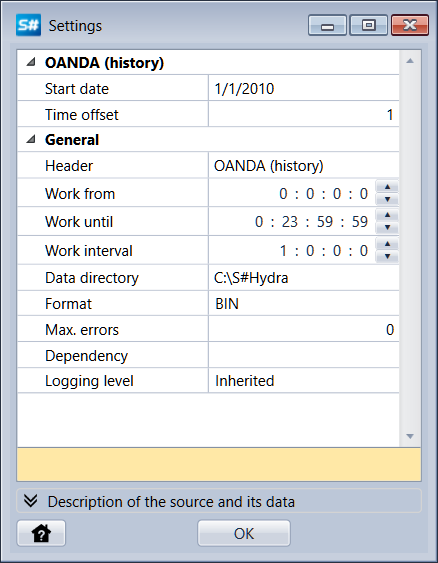 S# Settings
OANDA (history)
Start date 1/1/2010
Time offset 1
General
Header OANDA (history)
Work from 0 : 0 : 0 : 0
Work until 0 : 23 : 59 : 59
Work interval 1 : 0 : 0 : 0
Data directory C:\S#Hydra
Format BIN
Max. errors 0
Dependency
Logging level Inherited
Description of the source and its data
? OK